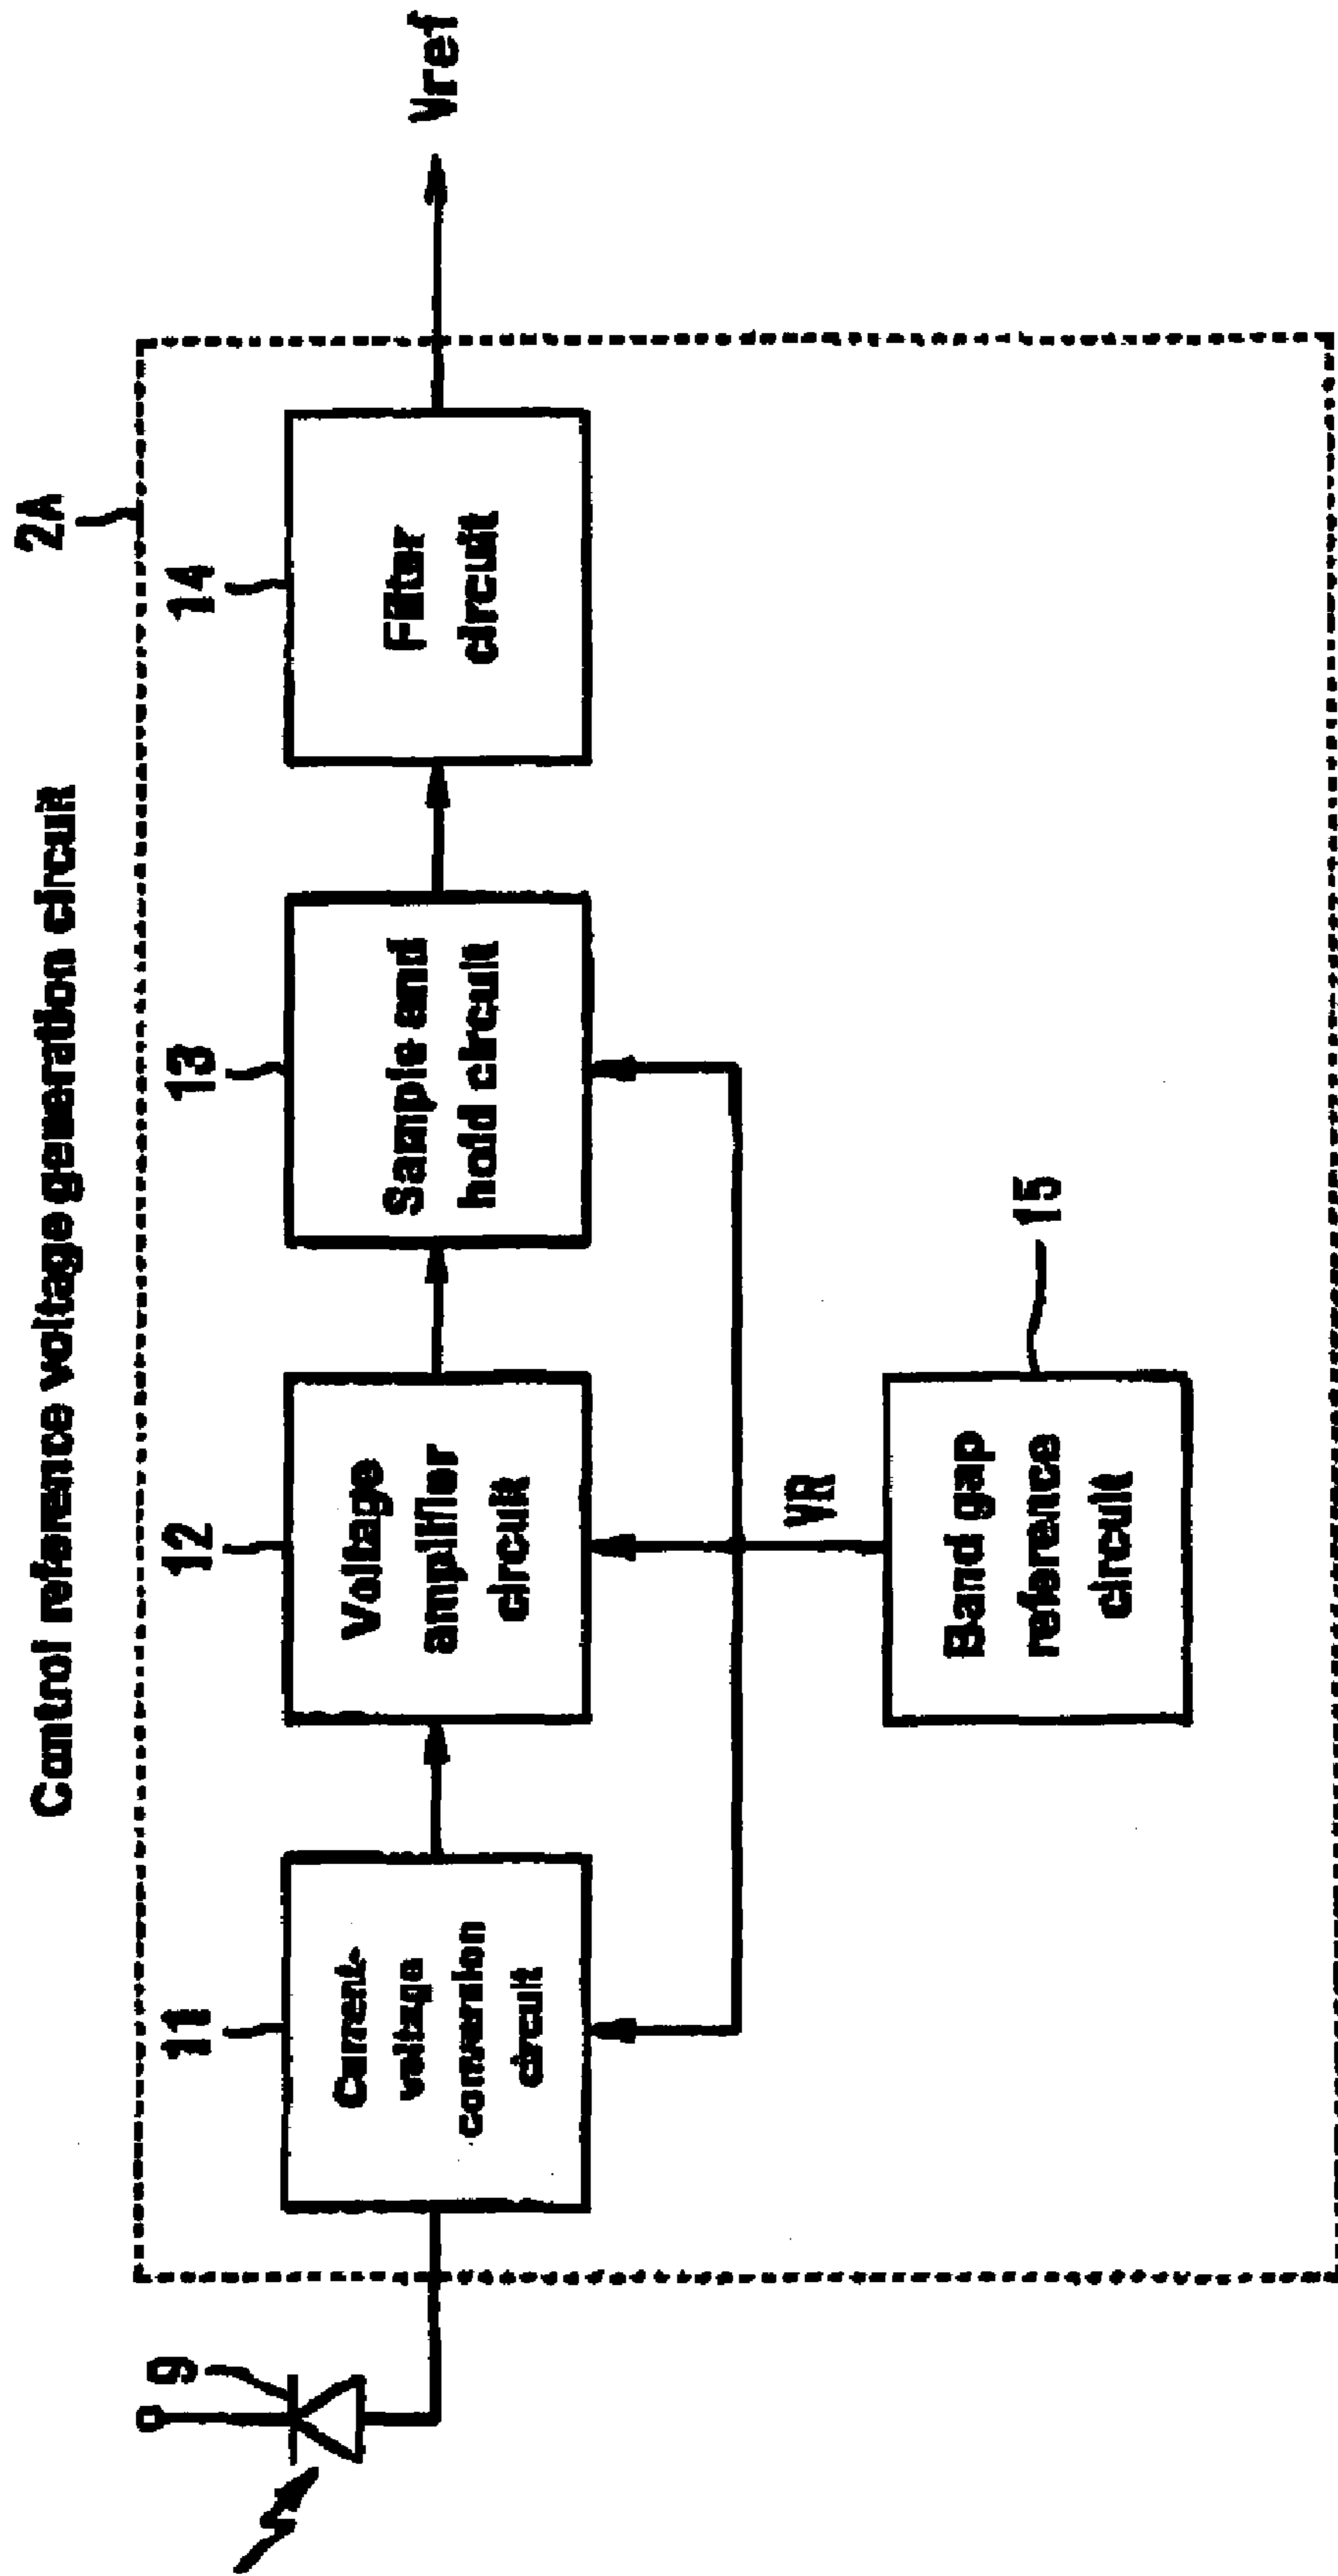 Control reference voltage generation circuit
2A
9
11
12
13
14
Current-
voltage
conversion
circuit
Voltage
amplifier
circuit
Sample and
hold circuit
Filter
circuit
Vref
VR
Band gap
reference
circuit
15